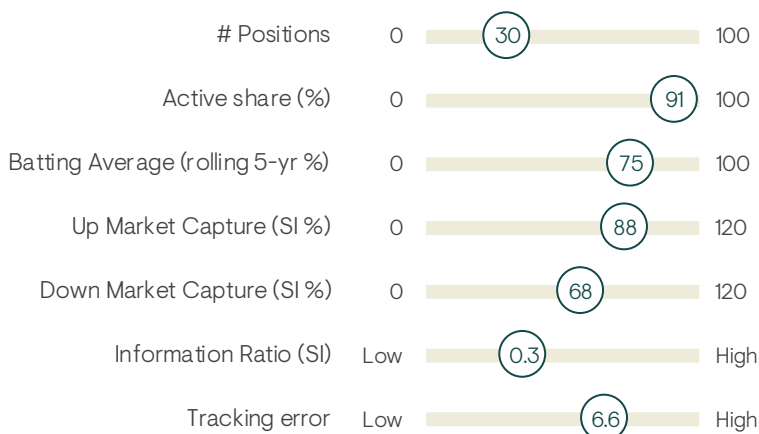 # Positions 0 30 100
Active share (%) 0 91 100
Batting Average (rolling 5-yr %) 0 75 100
Up Market Capture (SI %) 0 88 120
Down Market Capture (SI %) 0 68 120
Information Ratio (SI) Low 0.3 High
Tracking error Low 6.6 High